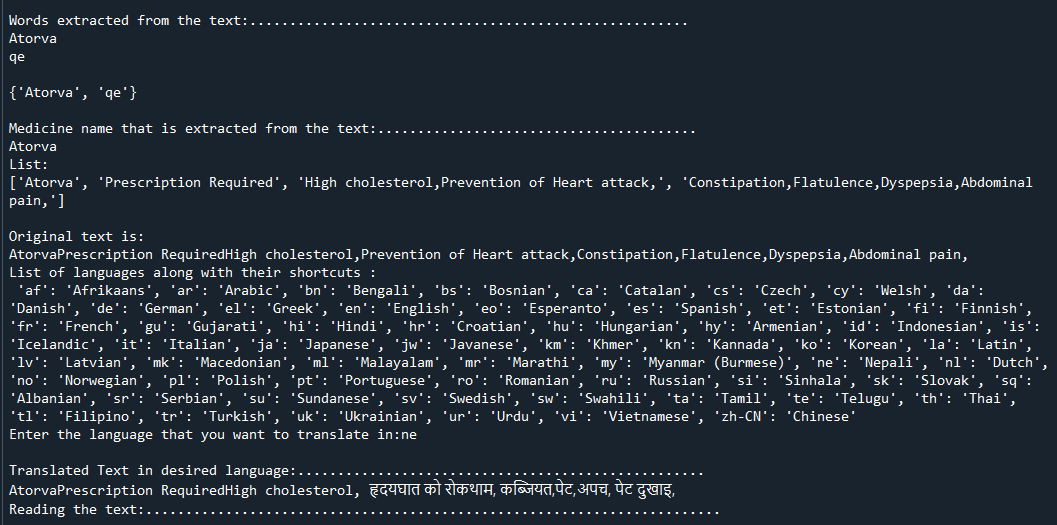 Words extracted from the text:.......................................................
Atorva
qe
{'Atorva', 'qe'}
Medicine name that is extracted from the text:........................................
Atorva
List:
['Atorva', 'Prescription Required', 'High cholesterol,Prevention of Heart attack,', 'Constipation,Flatulence,Dyspepsia,Abdominal
pain,']
Original text is:
AtorvaPrescription RequiredHigh cholesterol,Prevention of Heart attack,Constipation,Flatulence,Dyspepsia,Abdominal pain,
List of languages along with their shortcuts :
'af': 'Afrikaans', 'ar': 'Arabic', 'bn': 'Bengali', 'bs': 'Bosnian', 'ca': 'Catalan', 'cs': 'Czech', 'cy': 'Welsh', 'da':
'Danish', 'de': 'German', 'el': 'Greek', 'en': 'English', 'eo': 'Esperanto', 'es': 'Spanish', 'et': 'Estonian', 'fi': 'Finnish',
'fr': 'French', 'gu': 'Gujarati', 'hi': 'Hindi', 'hr': 'Croatian', 'hu': 'Hungarian', 'hy': 'Armenian', 'id': 'Indonesian', 'is':
'Icelandic', 'it': 'Italian', 'ja': 'Japanese', 'jw': 'Javanese', 'km': 'Khmer', 'kn': 'Kannada', 'ko': 'Korean', 'la': 'Latin',
'lv': 'Latvian', 'mk': 'Macedonian', 'ml': 'Malayalam', 'mr': 'Marathi', 'my': 'Myanmar (Burmese)', 'ne': 'Nepali', 'nl': 'Dutch',
'no': 'Norwegian', 'pl': 'Polish', 'pt': 'Portuguese', 'ro': 'Romanian', 'ru': 'Russian', 'si': 'Sinhala', 'sk': 'Slovak', 'sq':
'Albanian', 'sr': 'Serbian', 'su': 'Sundanese', 'sv': 'Swedish', 'sw': 'Swahili', 'ta': 'Tamil', 'te': 'Telugu', 'th': 'Thai',
'tl': 'Filipino', 'tr': 'Turkish', 'uk': 'Ukrainian', 'ur': 'Urdu', 'vi': 'Vietnamese', 'zh-CN': 'Chinese'
Enter the language that you want to translate in:ne
Translated Text in desired language:...................................................
AtorvaPrescription RequiredHigh cholesterol, हृदयघात को रोकथाम, कब्जियत,पेट,अपच, पेट दुखाइ,
Reading the text:........................................................................